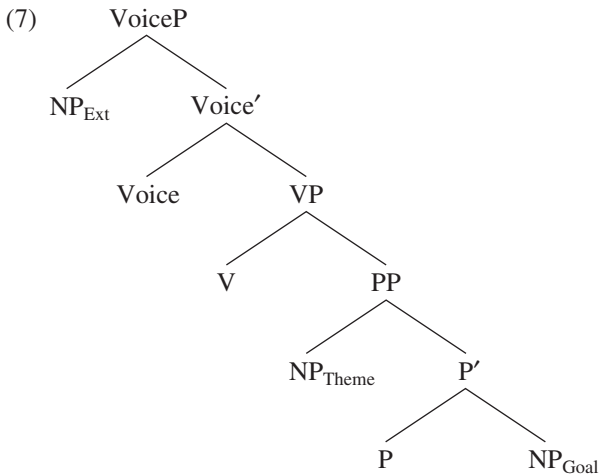 (7) VoiceP
NP_Ext Voice′
Voice VP
V PP
NP_Theme P′
P NP_Goal